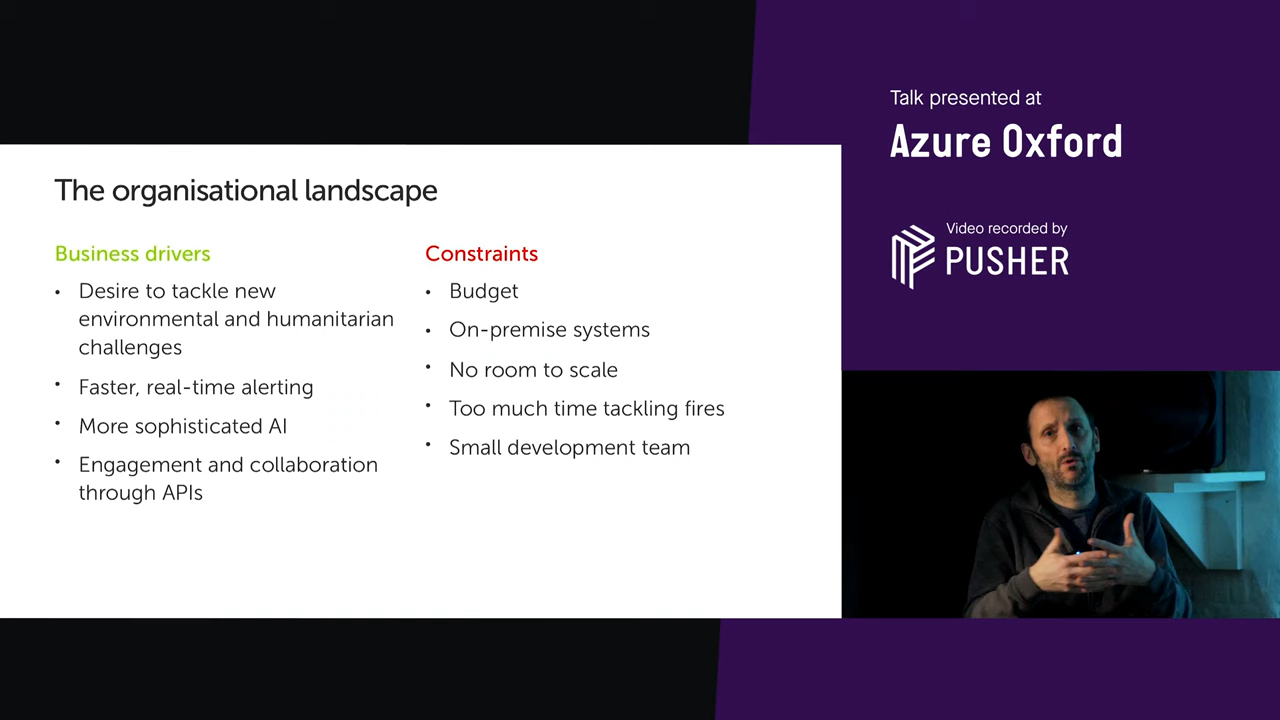 Talk presented at
Azure Oxford
Video recorded by
PUSHER
The organisational landscape
Business drivers
• Desire to tackle new
environmental and humanitarian
challenges
• Faster, real-time alerting
• More sophisticated AI
• Engagement and collaboration
through APIs
Constraints
• Budget
• On-premise systems
• No room to scale
• Too much time tackling fires
• Small development team